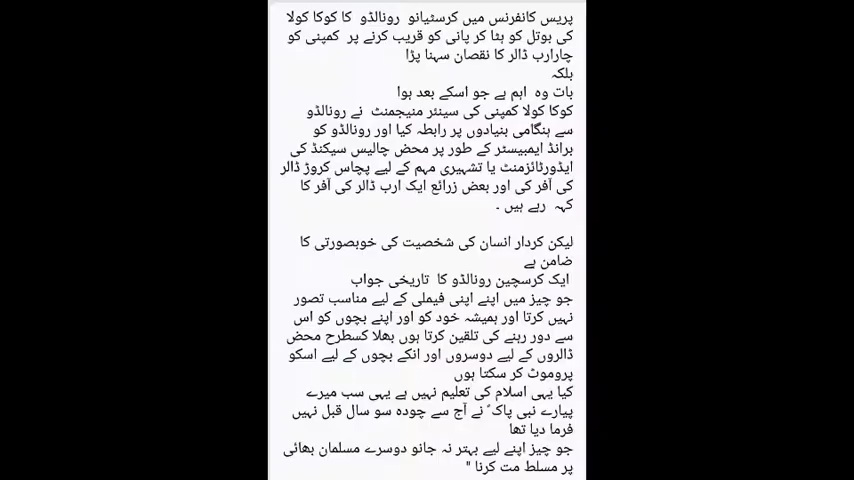 پریس کانفرنس میں کرسٹیانو رونالڈو کا کوکا کولا
کی بوتل کو ہٹا کر پانی کو قریب کرنے پر کمپنی کو
چارارب ڈالر کا نقصان سہنا پڑا
بلکہ
بات وہ اہم ہے جو اسکے بعد ہوا
کوکا کولا کمپنی کی سینئر منیجمنٹ نے رونالڈو
سے ہنگامی بنیادوں پر رابطہ کیا اور رونالڈو کو
برانڈ ایمبیسٹر کے طور پر محض چالیس سیکنڈ کی
ایڈورٹائزمنٹ یا تشہیری مہم کے لیے پچاس کروڑ ڈالر
کی آفر کی اور بعض زرائع ایک ارب ڈالر کی آفر کا
کہہ رہے ہیں ۔
لیکن کردار انسان کی شخصیت کی خوبصورتی کا
ضامن ہے
ایک کرسچین رونالڈو کا تاریخی جواب
جو چیز میں اپنے اپنی فیملی کے لیے مناسب تصور
نہیں کرتا اور ہمیشہ خود کو اور اپنے بچوں کو اس
سے دور رہنے کی تلقین کرتا ہوں بھلا کسطرح محض
ڈالروں کے لیے دوسروں اور انکے بچوں کے لیے اسکو
پروموٹ کر سکتا ہوں
کیا یہی اسلام کی تعلیم نہیں ہے یہی سب میرے
پیارے نبی پاکؐ نے آج سے چودہ سو سال قبل نہیں
فرما دیا تھا
جو چیز اپنے لیے بہتر نہ جانو دوسرے مسلمان بھائی
پر مسلط مت کرنا "